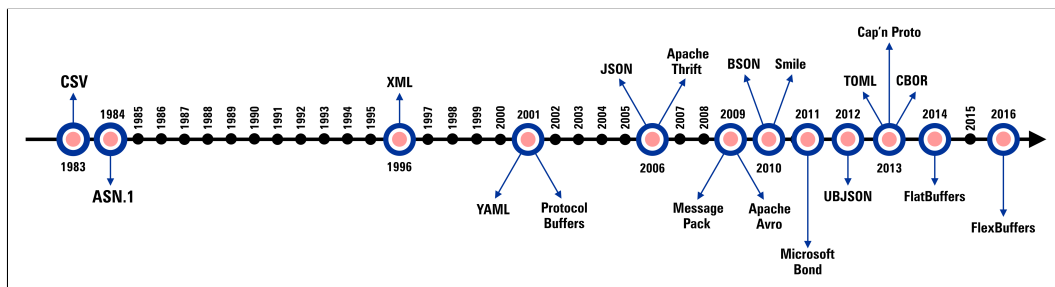 Cap'n Proto
CSV
XML
JSON
Apache
Thrift
BSON
Smile
TOML
CBOR
1984
1985
1986
1987
1988
1989
1990
1991
1992
1993
1994
1995
1997
1998
1999
2000
2001
2002
2003
2004
2005
2007
2008
2009
2011
2012
2014
2015
2016
1983
1996
2006
2010
2013
ASN.1
YAML
Protocol
Buffers
Message
Pack
Apache
Avro
UBJSON
FlatBuffers
FlexBuffers
Microsoft
Bond